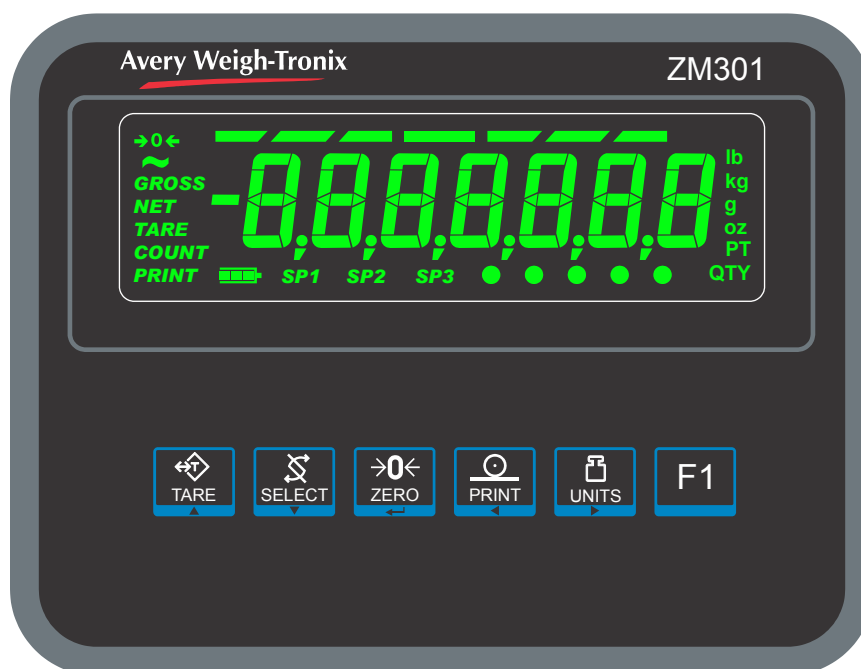 Avery Weigh-Tronix
ZM301
→0←
~
GROSS
NET
TARE
COUNT
PRINT
-8.8.8.8.8.8.8
lb
kg
g
oz
PT
QTY
SP1 SP2 SP3
T
TARE
SELECT
→0←
ZERO
PRINT
UNITS
F1